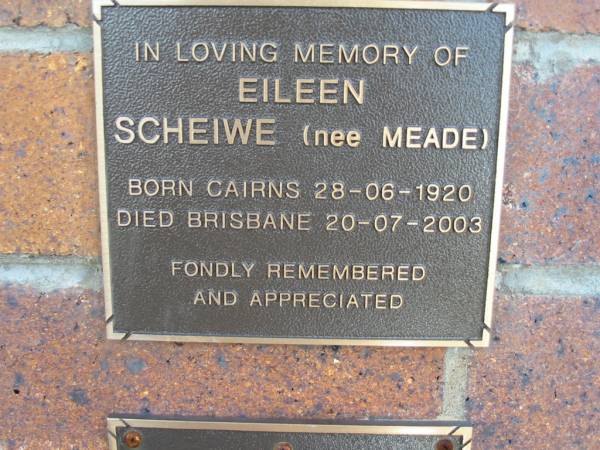 IN LOVING MEMORY OF
EILEEN
SCHEIWE (nee MEADE)
BORN CAIRNS 28-06-1920
DIED BRISBANE 20-07-2003
FONDLY REMEMBERED
AND APPRECIATED